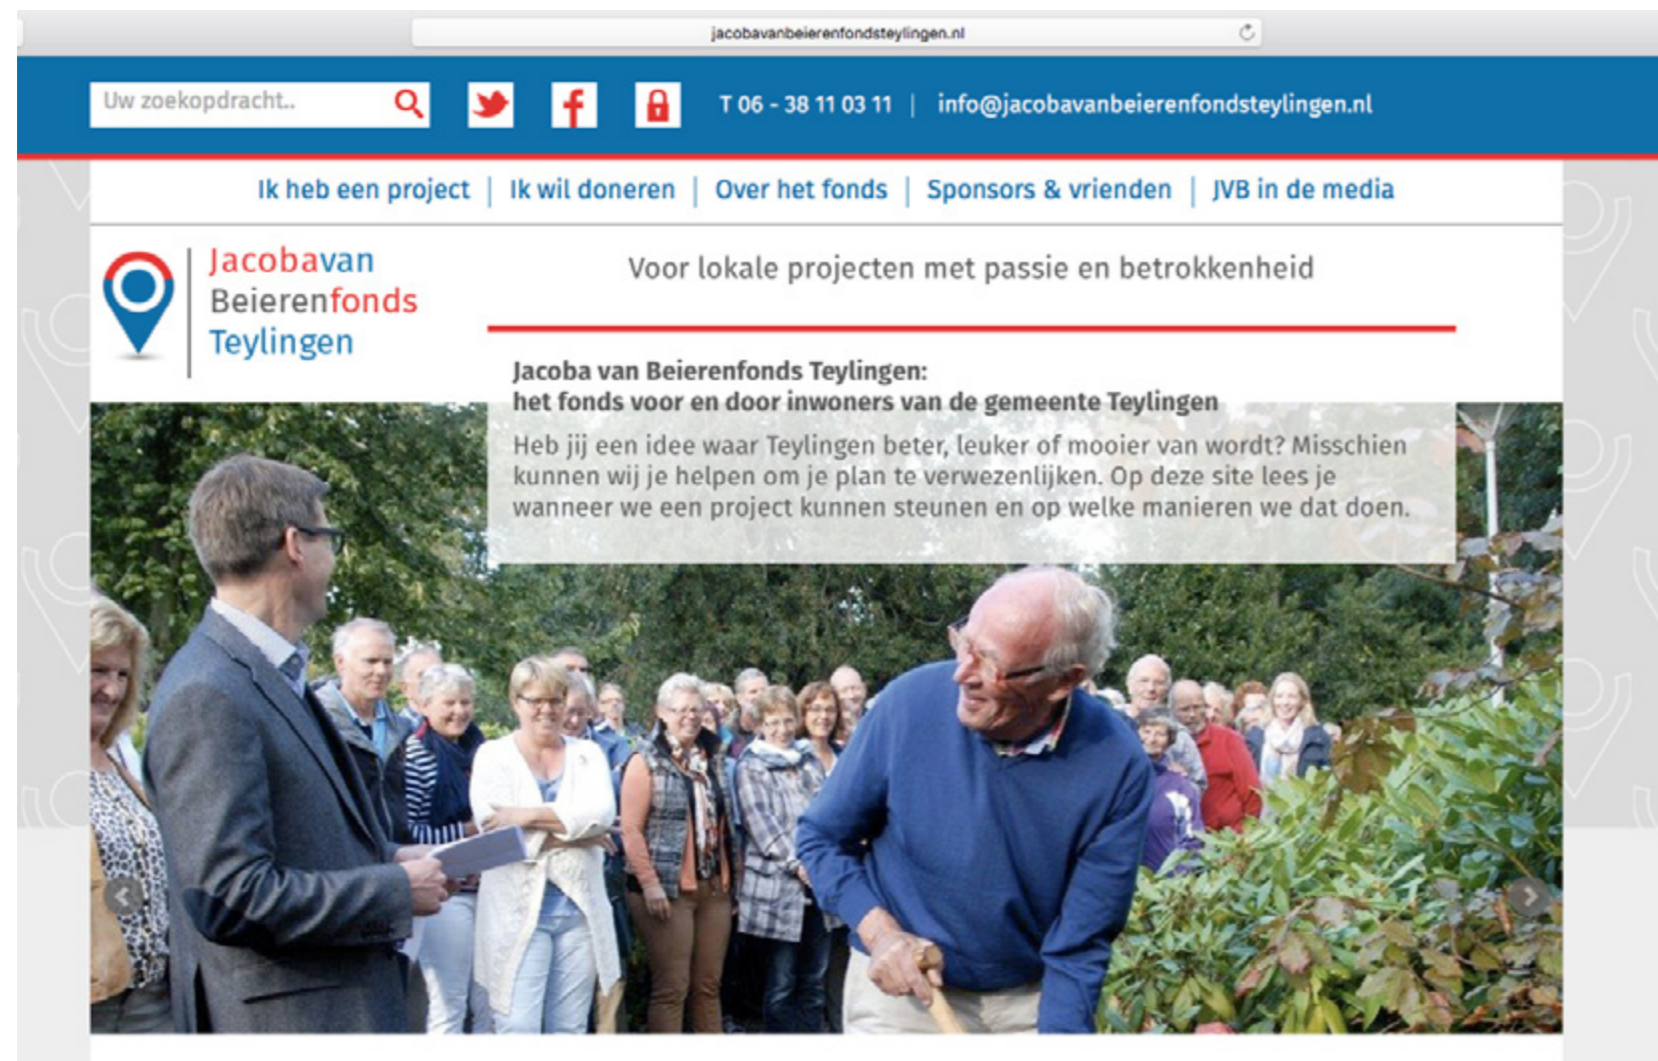 jacobavanbeierenfondsteylingen.nl
Uw zoekopdracht..
T 06 - 38 11 03 11 | info@jacobavanbeierenfondsteylingen.nl
Ik heb een project | Ik wil doneren | Over het fonds | Sponsors & vrienden | JVB in de media
Jacobavan
Beierenfonds
Teylingen
Voor lokale projecten met passie en betrokkenheid
Jacoba van Beierenfonds Teylingen:
het fonds voor en door inwoners van de gemeente Teylingen
Heb jij een idee waar Teylingen beter, leuker of mooier van wordt? Misschien
kunnen wij je helpen om je plan te verwezenlijken. Op deze site lees je
wanneer we een project kunnen steunen en op welke manieren we dat doen.